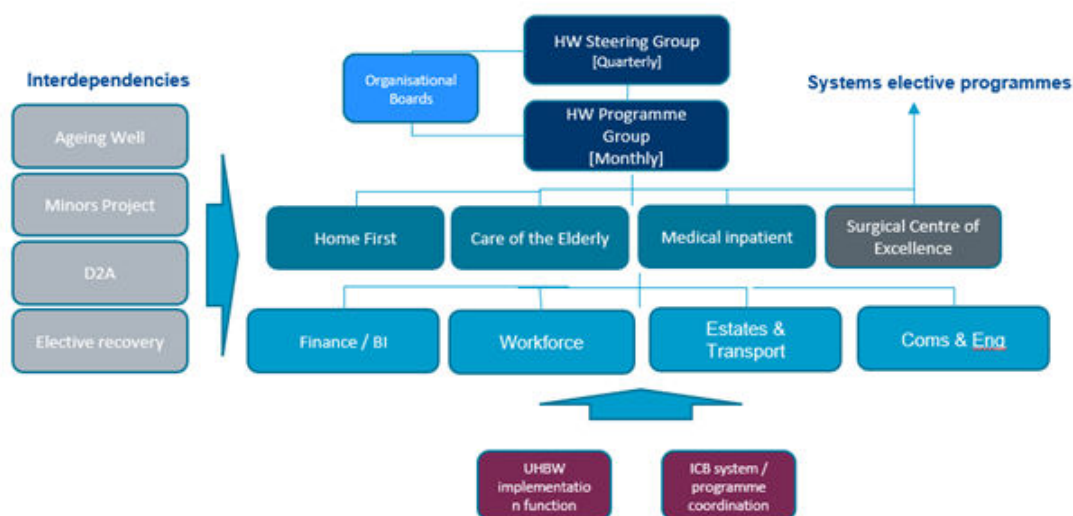 HW Steering Group
[Quarterly]
Interdependencies
Organisational
Boards
Systems elective programmes
HW Programme
Group
[Monthly]
Ageing Well
Minors Project
D2A
Elective recovery
Home First
Care of the Elderly
Medical inpatient
Surgical Centre of
Excellence
Finance / BI
Workforce
Estates &
Transport
Coms & Eng
UHBW
implementatio
n function
ICB system /
programme
coordination